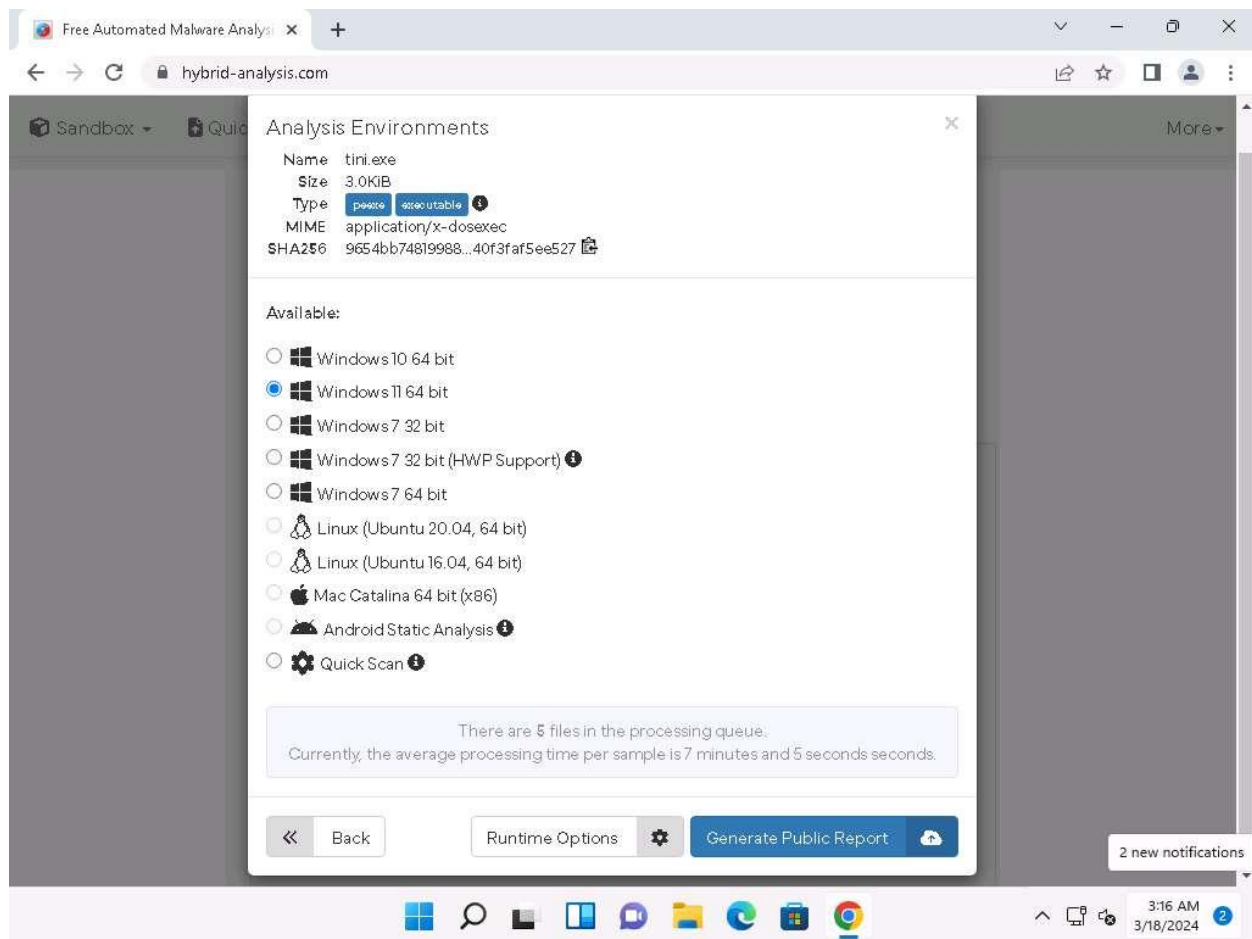 Free Automated Malware Analysi
hybrid-analysis.com
Sandbox
Quic
More
Analysis Environments
Name tini.exe
Size 3.0KiB
Type peexe executable
MIME application/x-dosexec
SHA256 9654bb74819988...40f3faf5ee527
Available:
Windows 10 64 bit
Windows 11 64 bit
Windows 7 32 bit
Windows 7 32 bit (HWP Support)
Windows 7 64 bit
Linux (Ubuntu 20.04, 64 bit)
Linux (Ubuntu 16.04, 64 bit)
Mac Catalina 64 bit (x86)
Android Static Analysis
Quick Scan
There are 5 files in the processing queue.
Currently, the average processing time per sample is 7 minutes and 5 seconds seconds.
Back
Runtime Options
Generate Public Report
2 new notifications
3:16 AM
3/18/2024
2